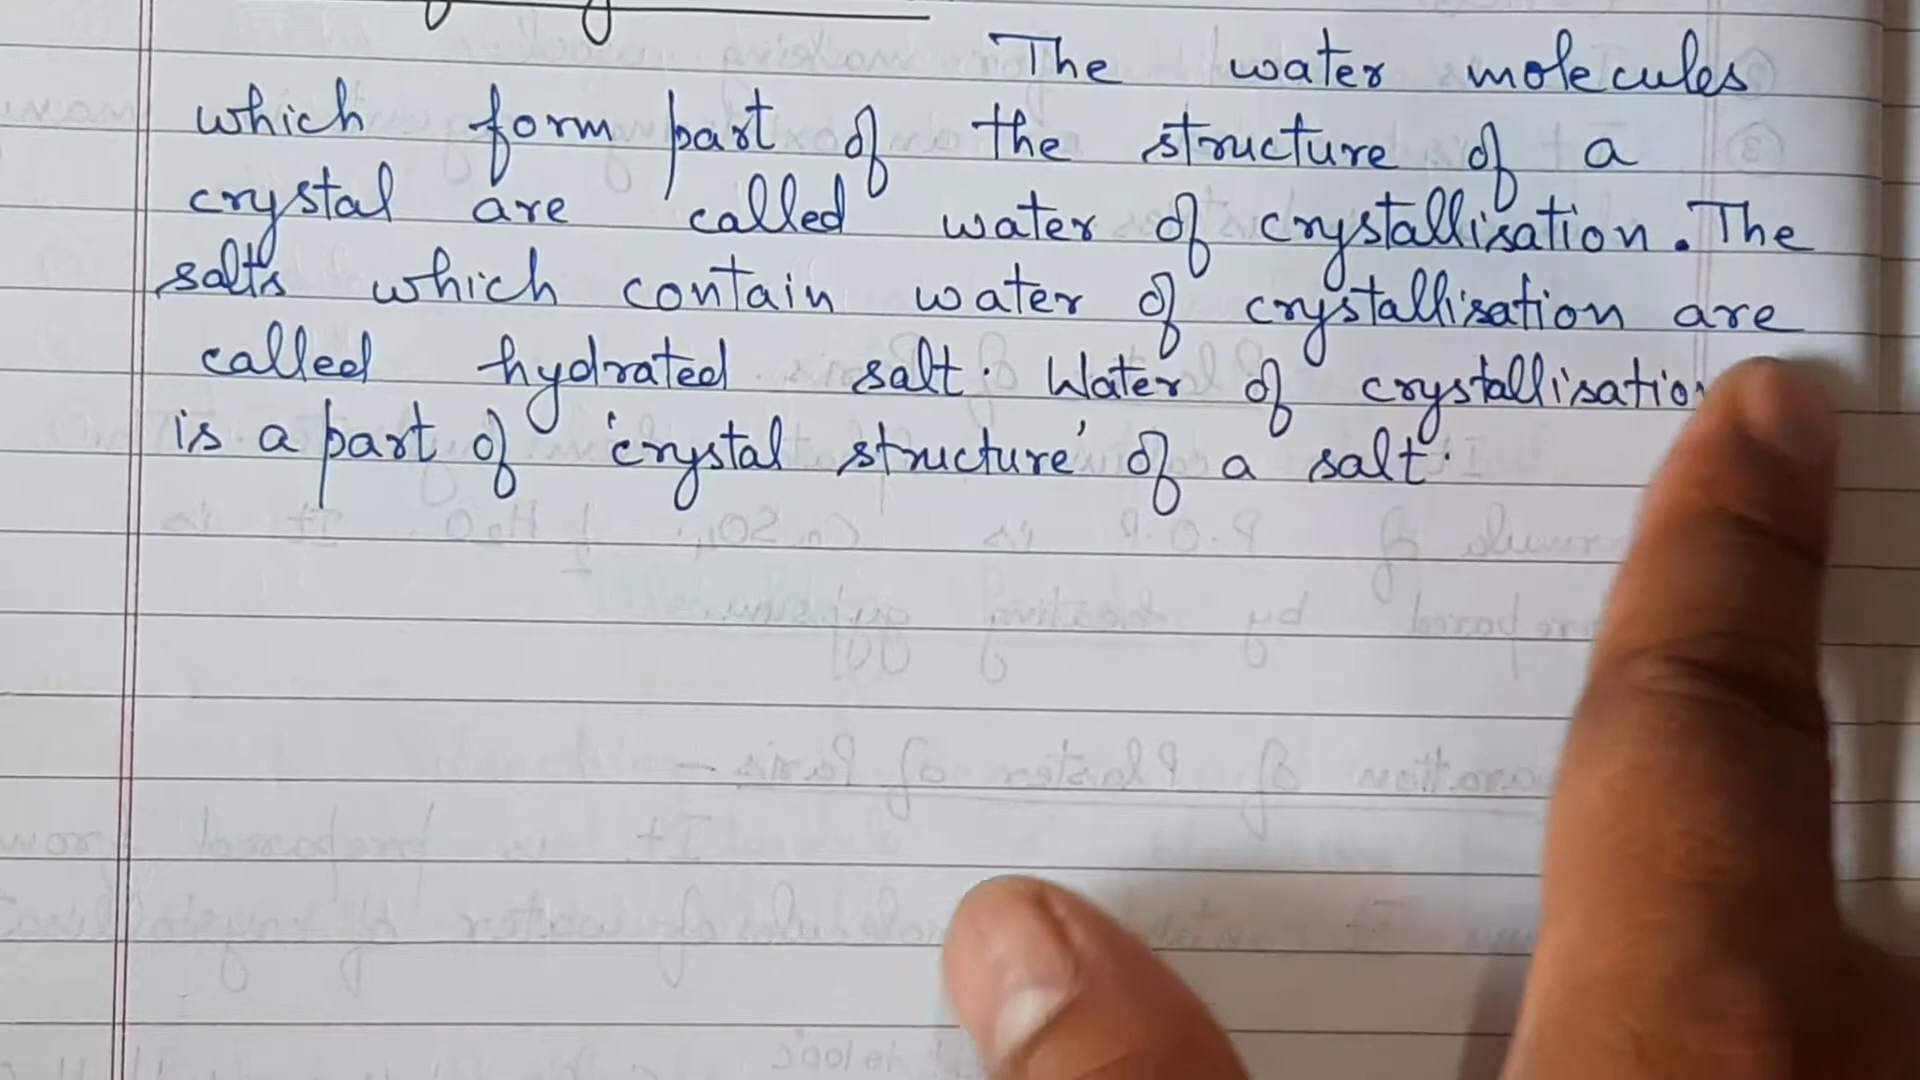 The water molecules
which form part of the structure of a
crystal are called water of crystallisation. The
salts which contain water of crystallisation are
called hydrated salt. Water of crystallisation
is a part of 'crystal structure' of a salt.